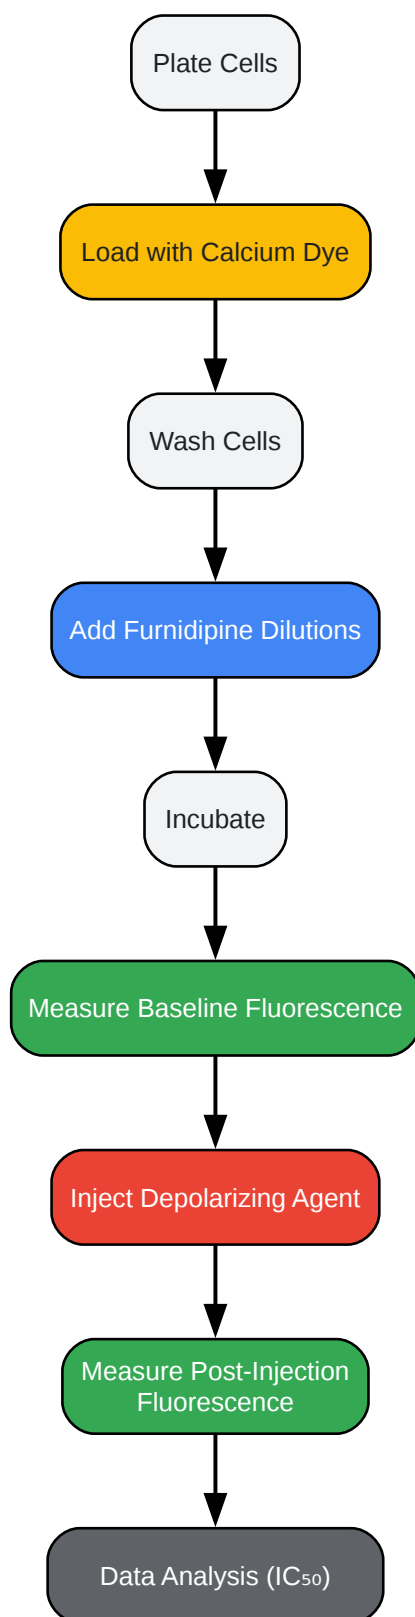 Plate Cells
Load with Calcium Dye
Wash Cells
Add Furnidipine Dilutions
Incubate
Measure Baseline Fluorescence
Inject Depolarizing Agent
Measure Post-Injection
Fluorescence
Data Analysis (IC₅₀)